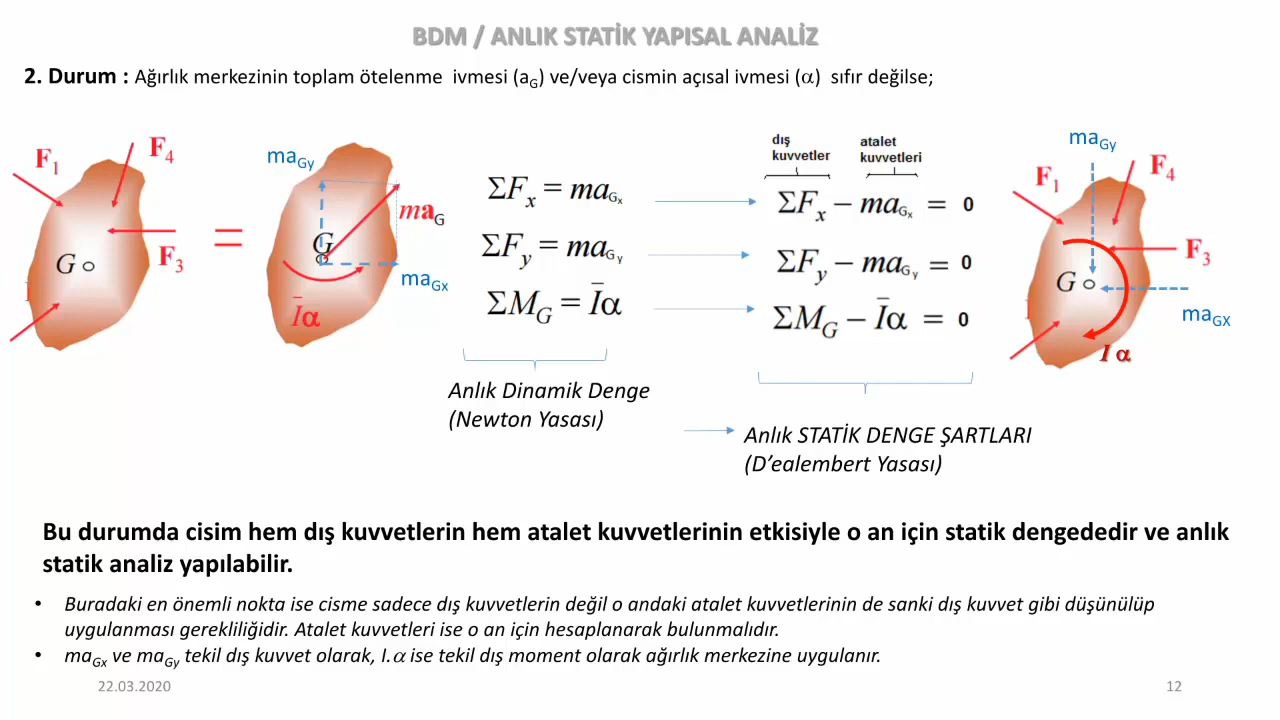 BDM / ANLIK STATİK YAPISAL ANALİZ
2. Durum : Ağırlık merkezinin toplam ötelenme ivmesi (aG) ve/veya cismin açısal ivmesi (α) sıfır değilse;
F1
F4
F3
G
=
maGy
maG
G
maGx
Īα
ΣFx = maGx
ΣFy = maGy
ΣMG = Īα
Anlık Dinamik Denge
(Newton Yasası)
dış
kuvvetler
atalet
kuvvetleri
ΣFx − maGx = 0
ΣFy − maGy = 0
ΣMG − Īα = 0
Anlık STATİK DENGE ŞARTLARI
(D’ealembert Yasası)
maGy
F1
F4
F3
G
maGX
I α
Bu durumda cisim hem dış kuvvetlerin hem atalet kuvvetlerinin etkisiyle o an için statik dengededir ve anlık
statik analiz yapılabilir.
• Buradaki en önemli nokta ise cisme sadece dış kuvvetlerin değil o andaki atalet kuvvetlerinin de sanki dış kuvvet gibi düşünülüp
uygulanması gerekliliğidir. Atalet kuvvetleri ise o an için hesaplanarak bulunmalıdır.
• maGx ve maGy tekil dış kuvvet olarak, I.α ise tekil dış moment olarak ağırlık merkezine uygulanır.
22.03.2020
12